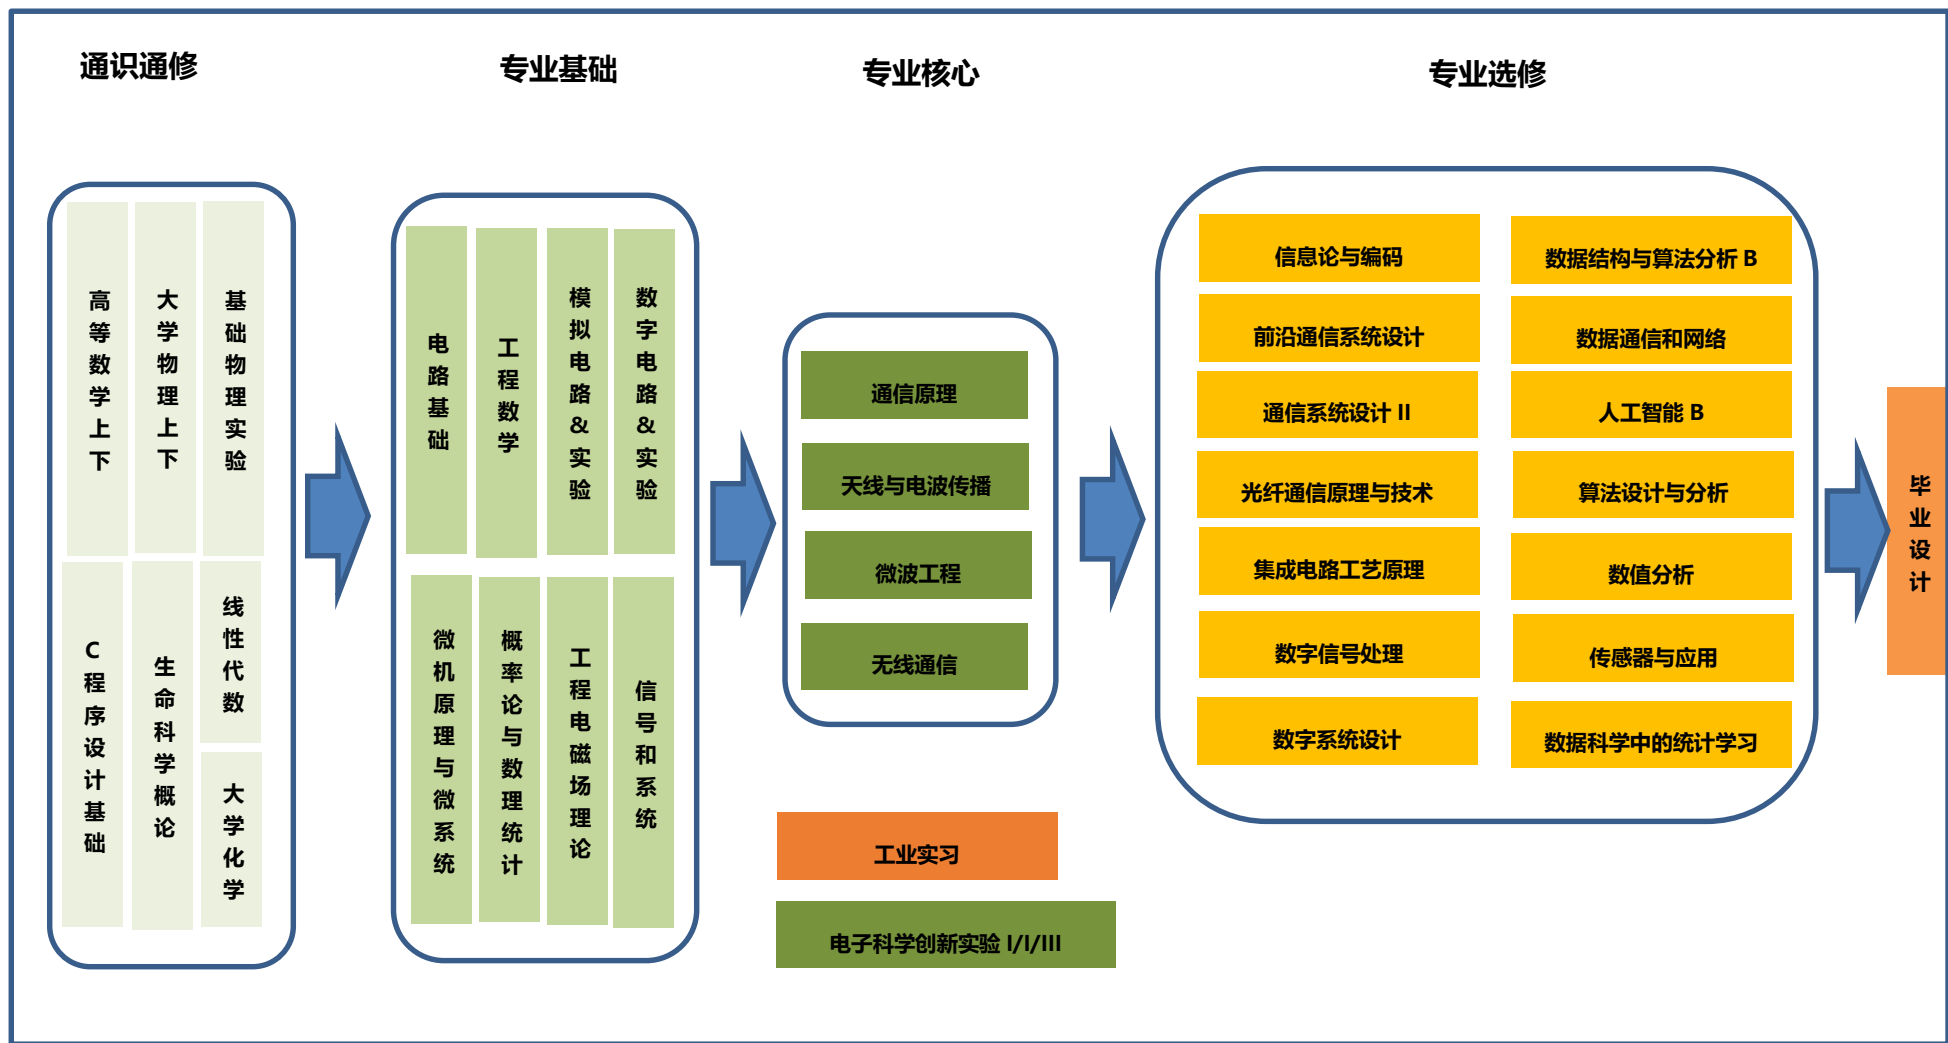 通识通修
专业基础
专业核心
专业选修
高等数学上下
大学物理上下
基础物理实验
C程序设计基础
生命科学概论
线性代数
大学化学
电路基础
工程数学
模拟电路&实验
数字电路&实验
微机原理与微系统
概率论与数理统计
工程电磁场理论
信号和系统
通信原理
天线与电波传播
微波工程
无线通信
工业实习
电子科学创新实验 I/I/III
信息论与编码
数据结构与算法分析 B
前沿通信系统设计
数据通信和网络
通信系统设计 II
人工智能 B
光纤通信原理与技术
算法设计与分析
集成电路工艺原理
数值分析
数字信号处理
传感器与应用
数字系统设计
数据科学中的统计学习
毕业设计